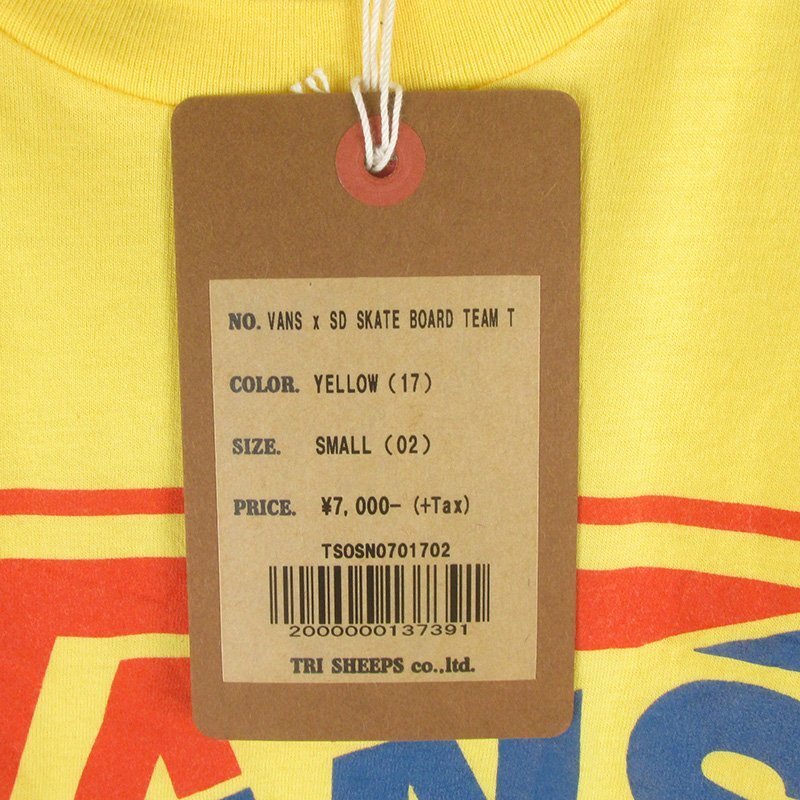 NO. VANS x SD SKATE BOARD TEAM T
COLOR. YELLOW (17)
SIZE. SMALL (02)
PRICE. ¥7,000- (+Tax)
TSOSN0701702
2000000137391
TRI SHEEPS co.,ltd.
VANS